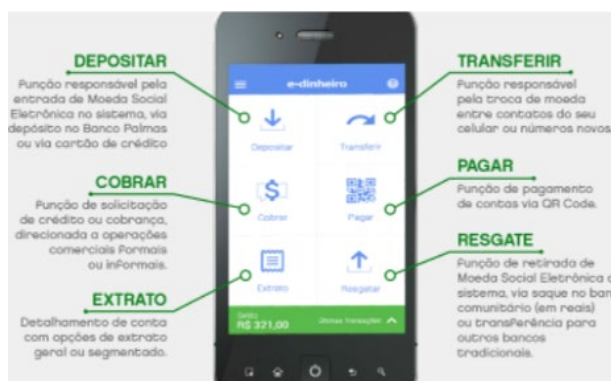 DEPOSITAR
Função responsável pela
entrada de Moeda Social
Eletrônica no sistema, via
depósito no Banco Palmas
ou via cartão de crédito
COBRAR
Função de solicitação
de crédito ou cobrança,
direcionada a operações
comerciais formais
ou informais.
EXTRATO
Detalhamento de conta
com opções de extrato
geral ou segmentado.
e-dinheiro
Depositar
Transferir
Cobrar
Pagar
Extrato
Resgatar
Saldo
R$ 321,00
Últimas Transações
TRANSFERIR
Função responsável
pela troca de moeda
entre contatos do seu
celular ou números novos
PAGAR
Função de pagamento
de contas via QR Code.
RESGATE
Função de retirada de
Moeda Social Eletrônica d
sistema, via saque no ban
comunitário (em reais)
ou transferência para
outros bancos
tradicionais.